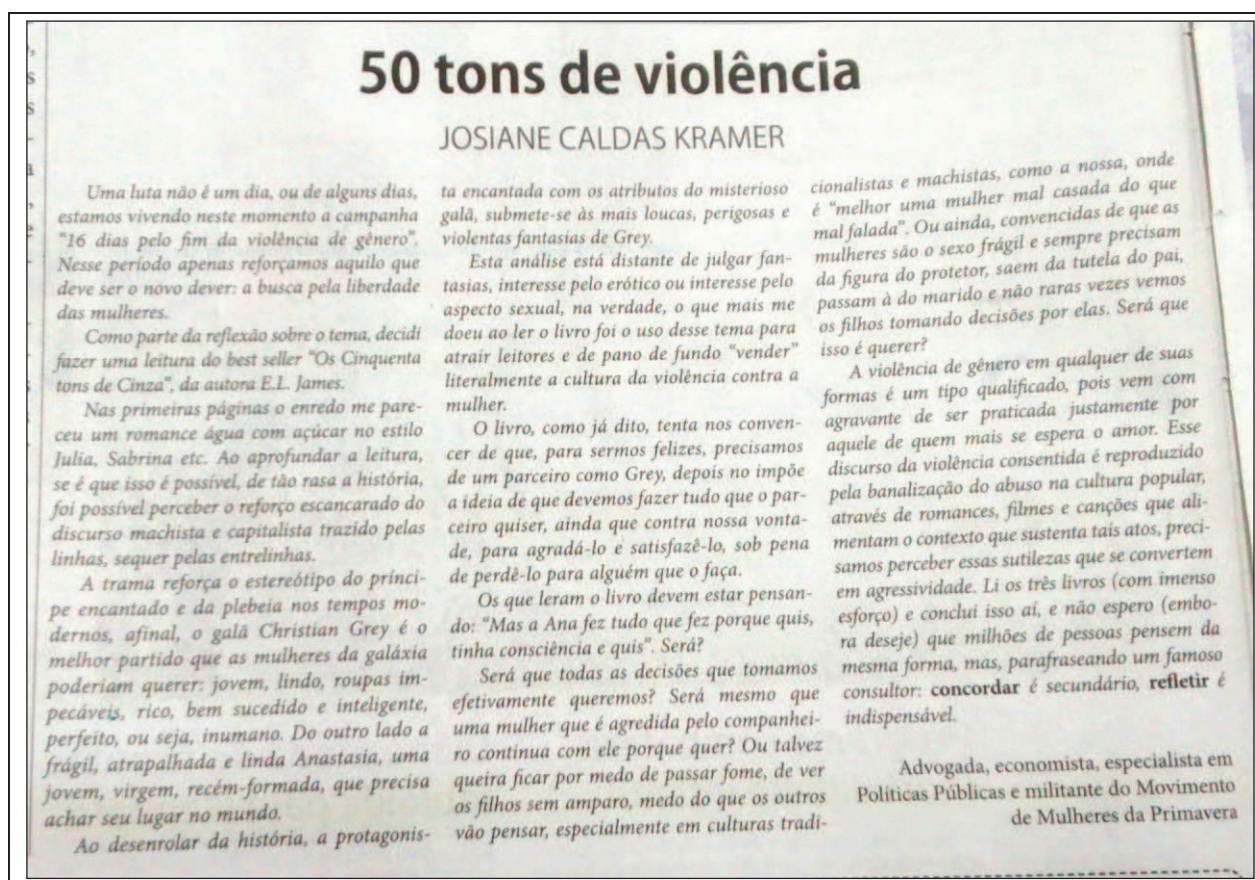 50 tons de violência
JOSIANE CALDAS KRAMER
Uma luta não é um dia, ou de alguns dias,
estamos vivendo neste momento a campanha
"16 dias pelo fim da violência de gênero".
Nesse período apenas reforçamos aquilo que
deve ser o novo dever: a busca pela liberdade
das mulheres.
Como parte da reflexão sobre o tema, decidi
fazer uma leitura do best seller "Os Cinquenta
tons de Cinza", da autora E.L. James.
Nas primeiras páginas o enredo me pare-
ceu um romance água com açúcar no estilo
Julia, Sabrina etc. Ao aprofundar a leitura,
se é que isso é possível, de tão rasa a história,
foi possível perceber o reforço escancarado do
discurso machista e capitalista trazido pelas
linhas, sequer pelas entrelinhas.
A trama reforça o estereótipo do prínci-
pe encantado e da plebeia nos tempos mo-
dernos, afinal, o galã Christian Grey é o
melhor partido que as mulheres da galáxia
poderiam querer: jovem, lindo, roupas im-
pecáveis, rico, bem sucedido e inteligente,
perfeito, ou seja, inumano. Do outro lado a
frágil, atrapalhada e linda Anastasia, uma
jovem, virgem, recém-formada, que precisa
achar seu lugar no mundo.
Ao desenrolar da história, a protagonis-
ta encantada com os atributos do misterioso
galã, submete-se às mais loucas, perigosas e
violentas fantasias de Grey.
Esta análise está distante de julgar fan-
tasias, interesse pelo erótico ou interesse pelo
aspecto sexual, na verdade, o que mais me
doeu ao ler o livro foi o uso desse tema para
atrair leitores e de pano de fundo "vender"
literalmente a cultura da violência contra a
mulher.
O livro, como já dito, tenta nos conven-
cer de que, para sermos felizes, precisamos
de um parceiro como Grey, depois no impõe
a ideia de que devemos fazer tudo que o par-
ceiro quiser, ainda que contra nossa vonta-
de, para agradá-lo e satisfazê-lo, sob pena
de perdê-lo para alguém que o faça.
Os que leram o livro devem estar pensan-
do: "Mas a Ana fez tudo que fez porque quis,
tinha consciência e quis". Será?
Será que todas as decisões que tomamos
efetivamente queremos? Será mesmo que
uma mulher que é agredida pelo companhei-
ro continua com ele porque quer? Ou talvez
queira ficar por medo de passar fome, de ver
os filhos sem amparo, medo do que os outros
vão pensar, especialmente em culturas tradi-
cionalistas e machistas, como a nossa, onde
é "melhor uma mulher mal casada do que
mal falada". Ou ainda, convencidas de que as
mulheres são o sexo frágil e sempre precisam
da figura do protetor, saem da tutela do pai,
passam à do marido e não raras vezes vemos
os filhos tomando decisões por elas. Será que
isso é querer?
A violência de gênero em qualquer de suas
formas é um tipo qualificado, pois vem com
agravante de ser praticada justamente por
aquele de quem mais se espera o amor. Esse
discurso da violência consentida é reproduzido
pela banalização do abuso na cultura popular,
através de romances, filmes e canções que ali-
mentam o contexto que sustenta tais atos, preci-
samos perceber essas sutilezas que se convertem
em agressividade. Li os três livros (com imenso
esforço) e conclui isso aí, e não espero (embo-
ra deseje) que milhões de pessoas pensem da
mesma forma, mas, parafraseando um famoso
consultor: concordar é secundário, refletir é
indispensável.
Advogada, economista, especialista em
Políticas Públicas e militante do Movimento
de Mulheres da Primavera